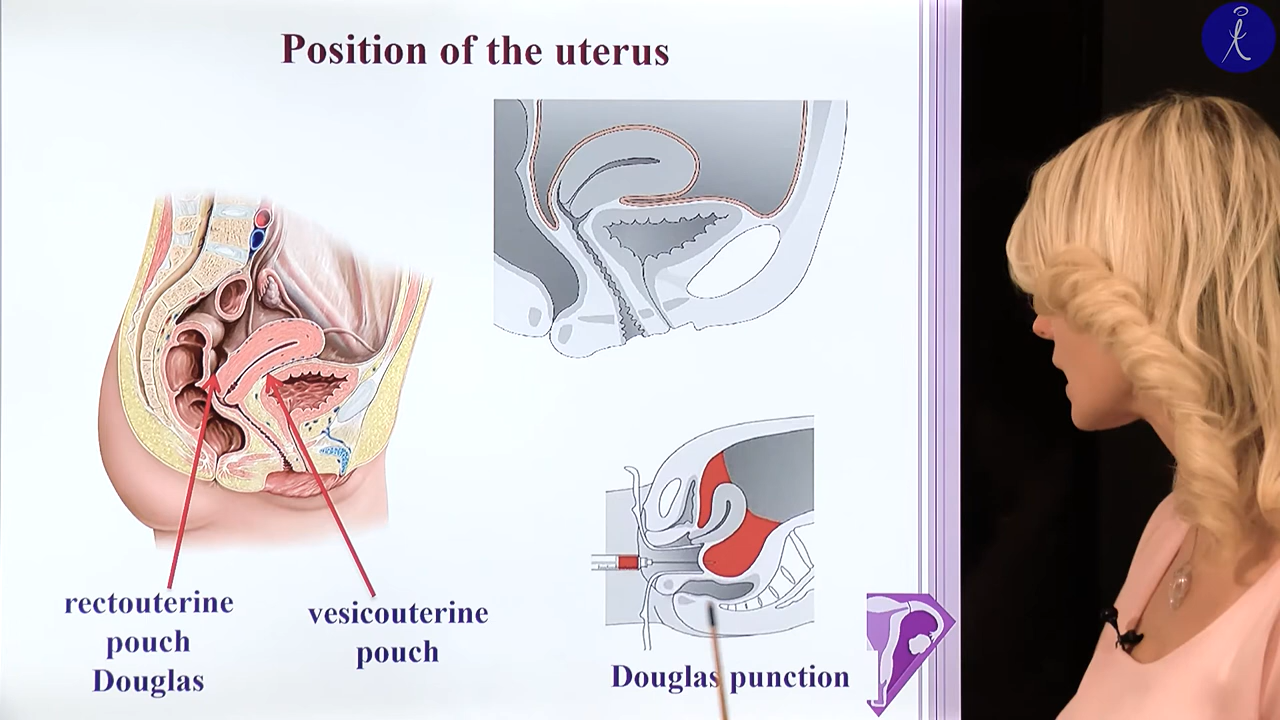 Position of the uterus
rectouterine
pouch
Douglas
vesicouterine
pouch
Douglas punction